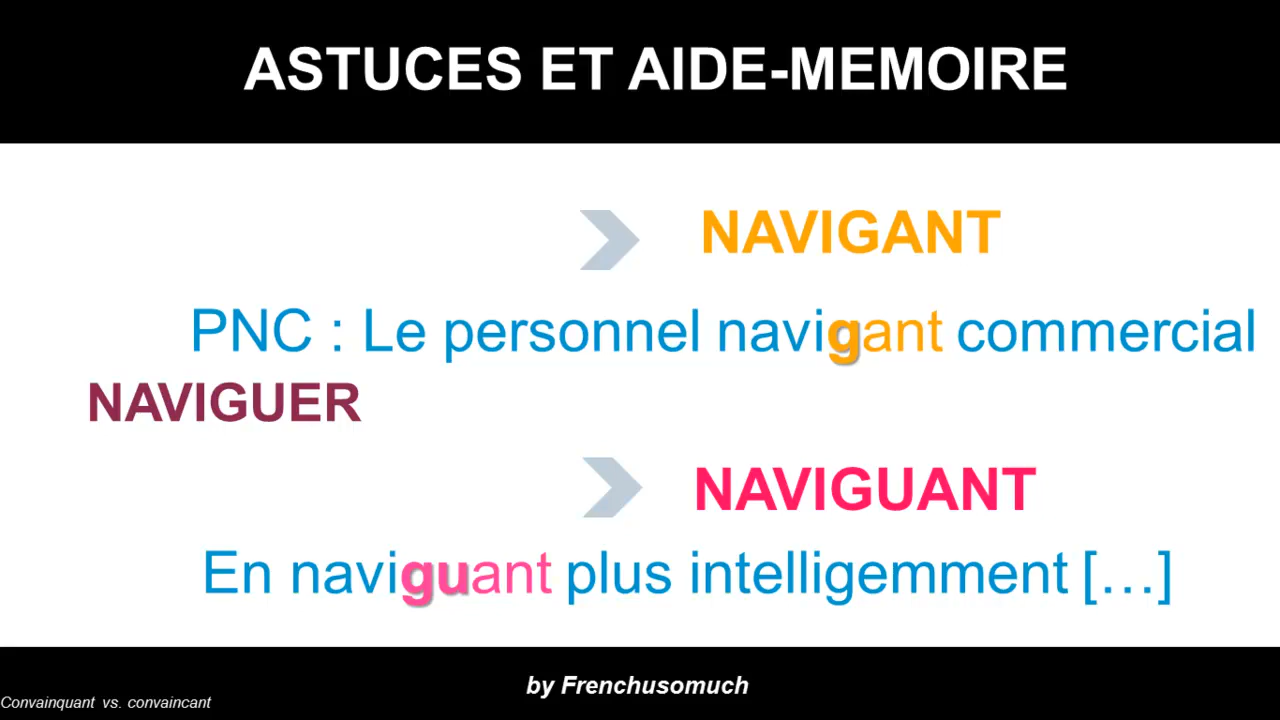 ASTUCES ET AIDE-MEMOIRE
NAVIGANT
PNC : Le personnel navigant commercial
NAVIGUER
NAVIGUANT
En naviguant plus intelligemment […]
by Frenchusomuch
Convainquant vs. convaincant